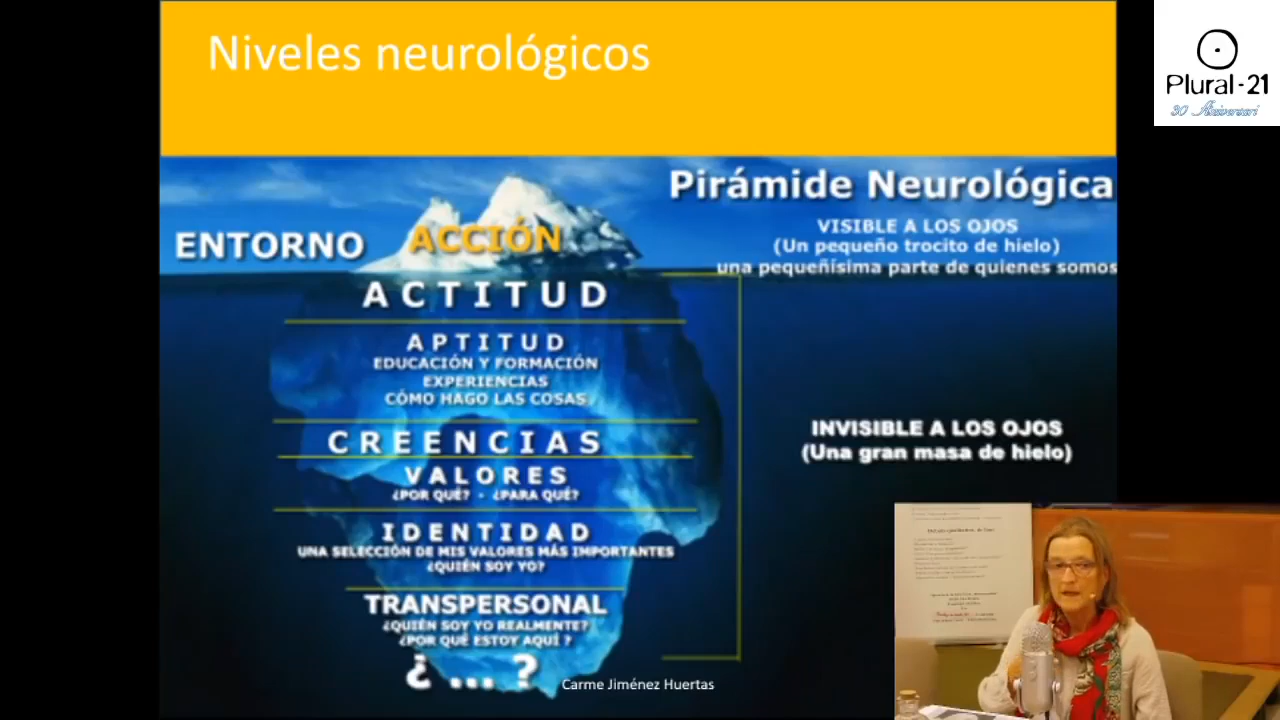 Niveles neurológicos
Plural-21
30 Aniversari
Pirámide Neurológica
VISIBLE A LOS OJOS
(Un pequeño trocito de hielo)
una pequeñísima parte de quienes somos
ENTORNO
ACCIÓN
ACTITUD
APTITUD
EDUCACIÓN Y FORMACIÓN
EXPERIENCIAS
CÓMO HAGO LAS COSAS
CREENCIAS
VALORES
¿POR QUÉ? - ¿PARA QUÉ?
INVISIBLE A LOS OJOS
(Una gran masa de hielo)
IDENTIDAD
UNA SELECCIÓN DE MIS VALORES MÁS IMPORTANTES
¿QUIÉN SOY YO?
TRANSPERSONAL
¿QUIÉN SOY YO REALMENTE?
¿POR QUÉ ESTOY AQUÍ ?
¿ ... ?
Carme Jiménez Huertas